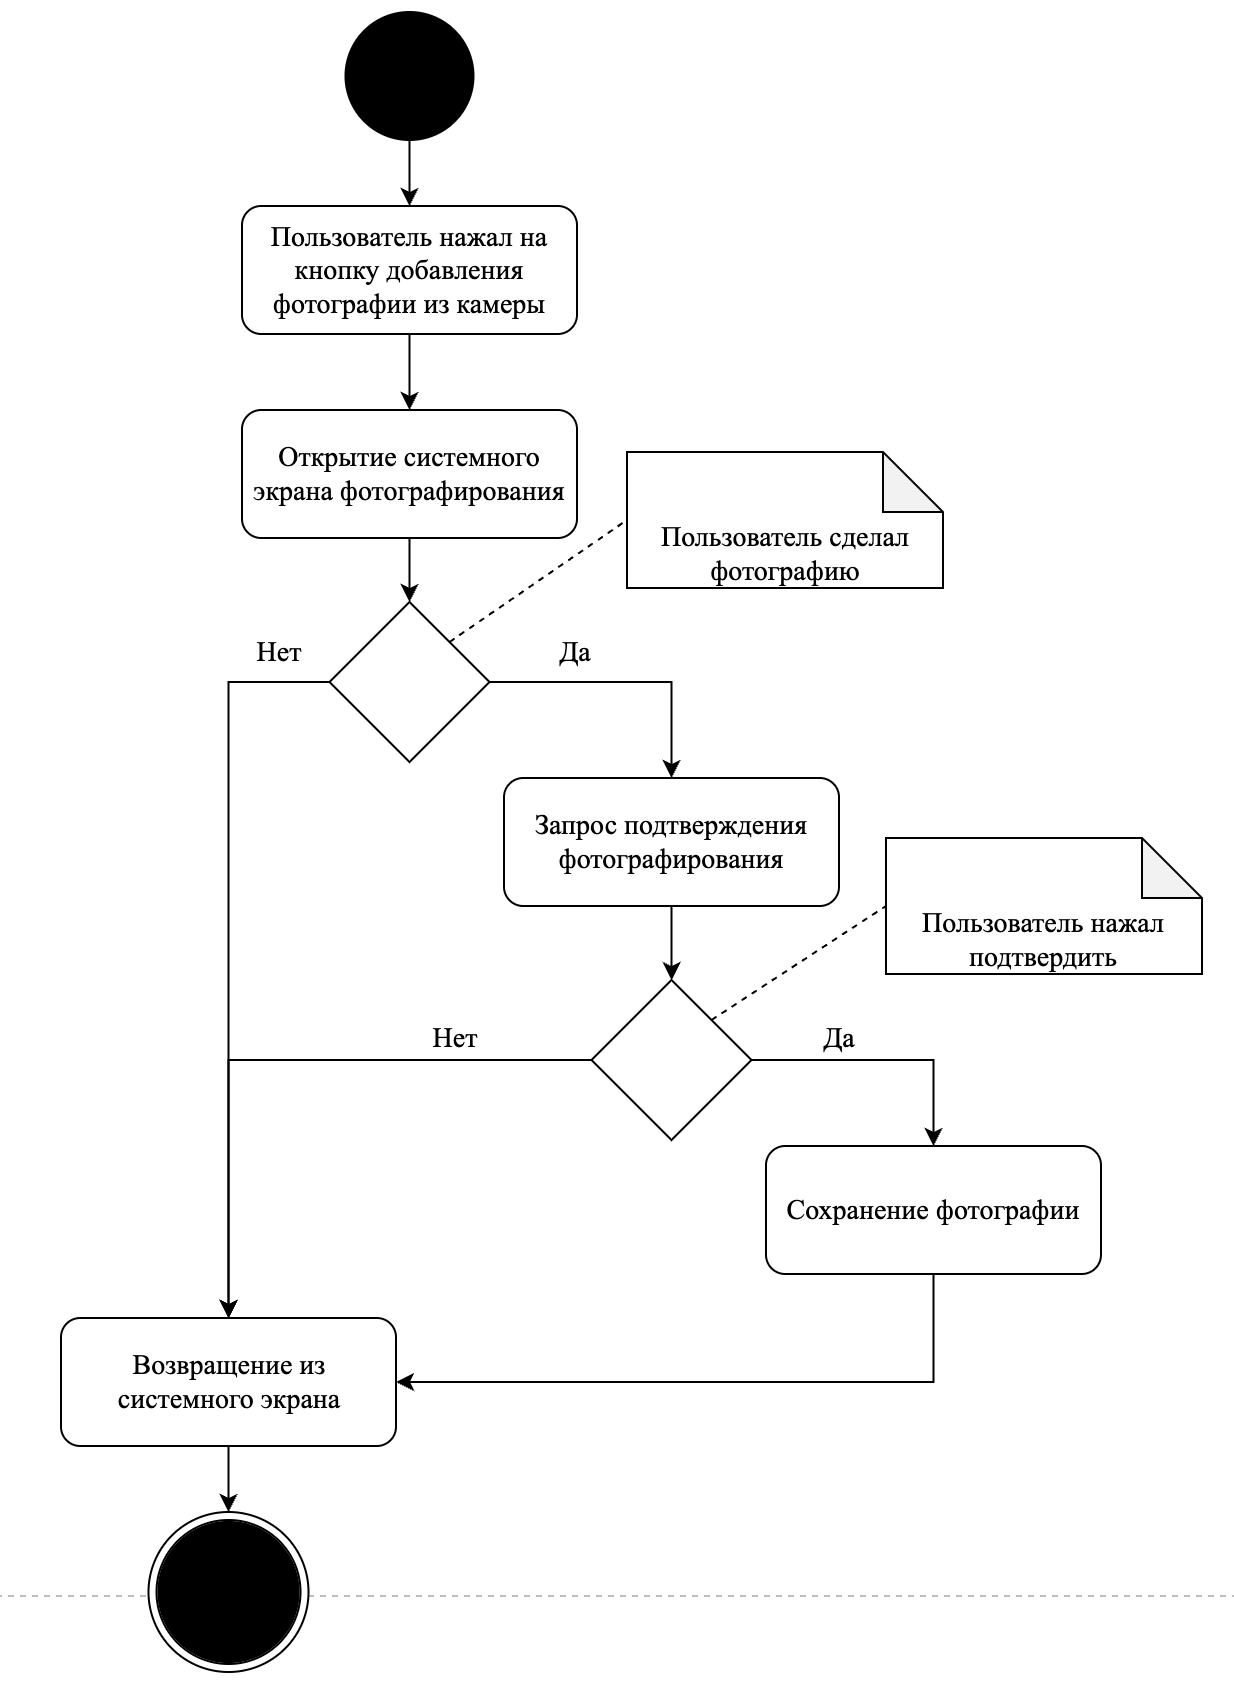 Пользователь нажал на
кнопку добавления
фотографии из камеры
Открытие системного
экрана фотографирования
Пользователь сделал
фотографию
Нет
Да
Запрос подтверждения
фотографирования
Пользователь нажал
подтвердить
Нет
Да
Сохранение фотографии
Возвращение из
системного экрана